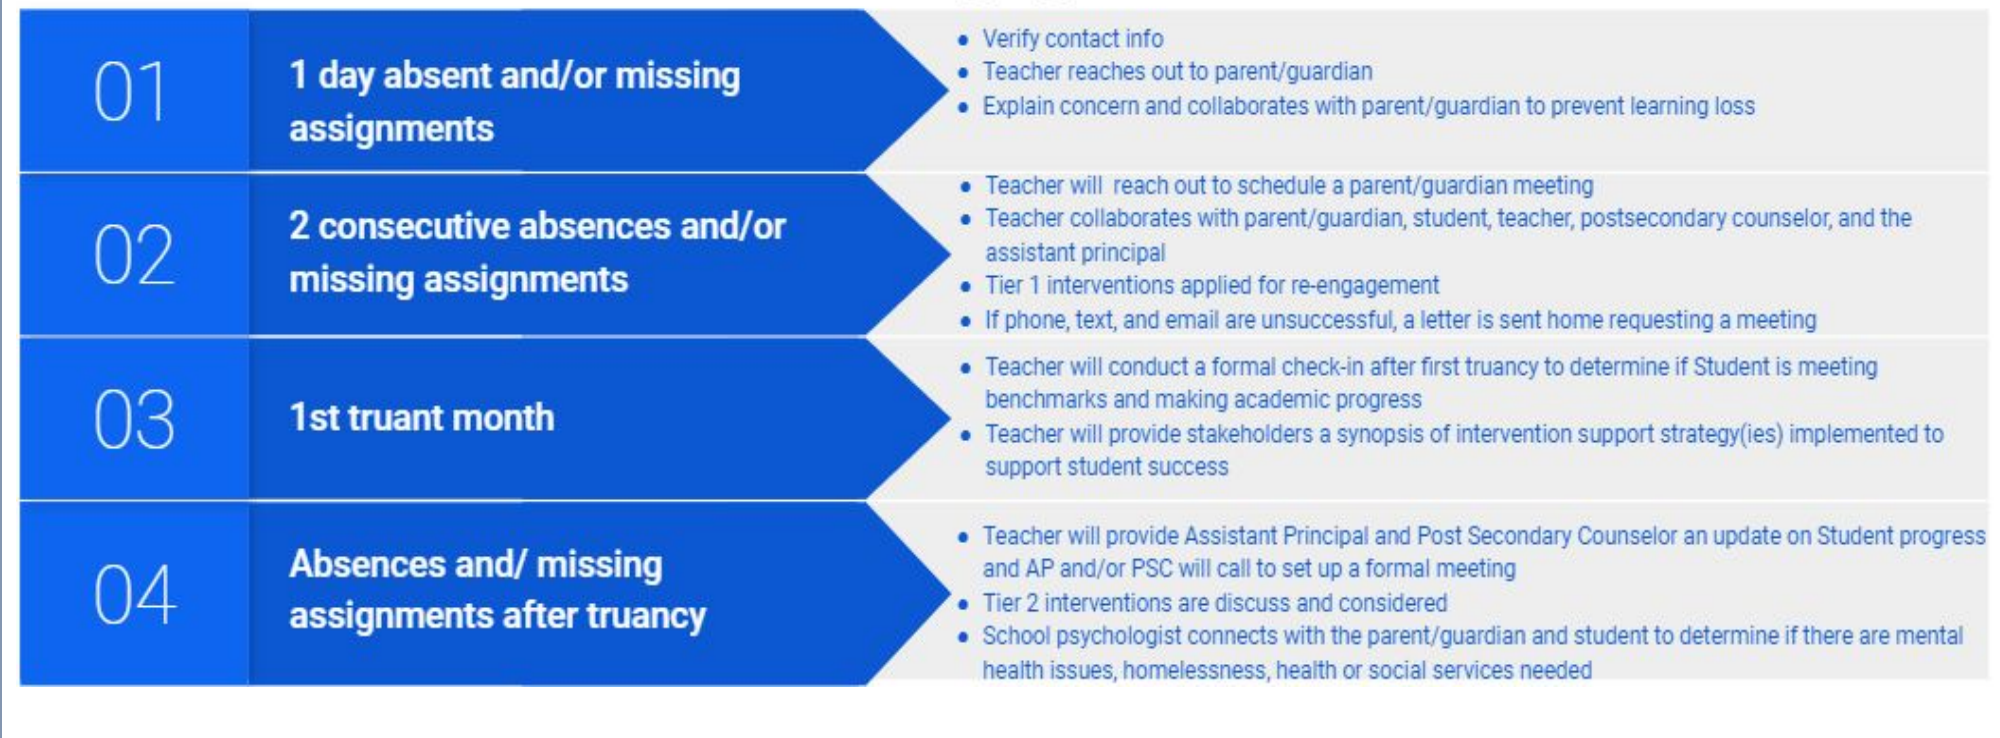 01
1 day absent and/or missing
assignments
● Verify contact info
● Teacher reaches out to parent/guardian
● Explain concern and collaborates with parent/guardian to prevent learning loss
02
2 consecutive absences and/or
missing assignments
● Teacher will reach out to schedule a parent/guardian meeting
● Teacher collaborates with parent/guardian, student, teacher, postsecondary counselor, and the
assistant principal
● Tier 1 interventions applied for re-engagement
● If phone, text, and email are unsuccessful, a letter is sent home requesting a meeting
03
1st truant month
● Teacher will conduct a formal check-in after first truancy to determine if Student is meeting
benchmarks and making academic progress
● Teacher will provide stakeholders a synopsis of intervention support strategy(ies) implemented to
support student success
04
Absences and/ missing
assignments after truancy
● Teacher will provide Assistant Principal and Post Secondary Counselor an update on Student progress
and AP and/or PSC will call to set up a formal meeting
● Tier 2 interventions are discuss and considered
● School psychologist connects with the parent/guardian and student to determine if there are mental
health issues, homelessness, health or social services needed